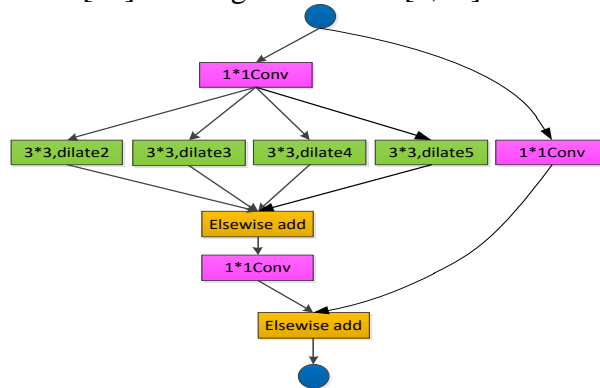 1*1Conv
3*3,dilate2
3*3,dilate3
3*3,dilate4
3*3,dilate5
1*1Conv
Elsewise add
1*1Conv
Elsewise add